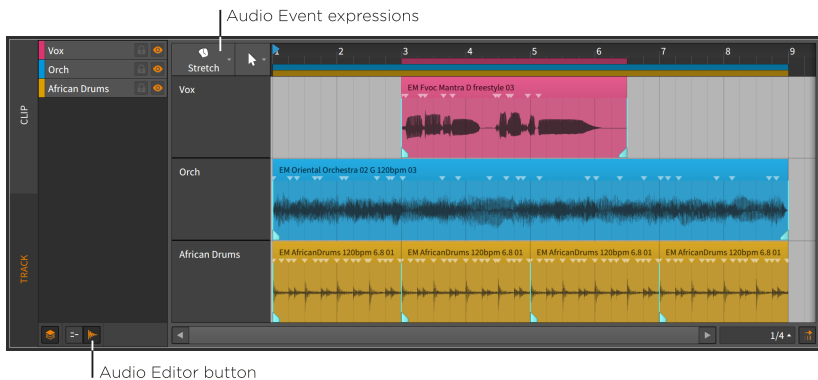 Audio Event expressions
Vox
Orch
African Drums
CLIP
TRACK
Stretch
1 2 3 4 5 6 7 8 9
Vox
EM Fvoc Mantra D freestyle 03
Orch
EM Oriental Orchestra 02 G 120bpm 03
African Drums
EM AfricanDrums 120bpm 6.8 01 EM AfricanDrums 120bpm 6.8 01 EM AfricanDrums 120bpm 6.8 01 EM AfricanDrums 120bpm 6.8 01
1/4
Audio Editor button